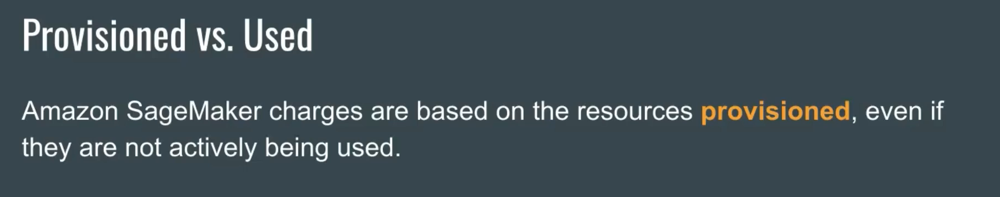 Provisioned vs. Used
Amazon SageMaker charges are based on the resources provisioned, even if
they are not actively being used.